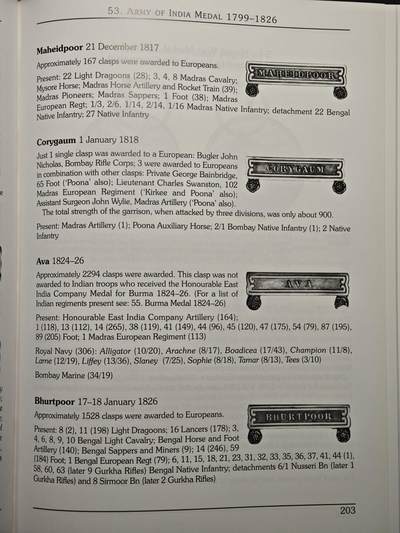 53. Army of India Medal 1799–1826
Maheidpoor 21 December 1817
Approximately 167 clasps were awarded to Europeans.
Present: 22 Light Dragoons (28); 3, 4, 8 Madras Cavalry;
Mysore Horse; Madras Horse Artillery and Rocket Train (39);
Madras Pioneers; Madras Sappers; 1 Foot (38); Madras
European Regt; 1/3, 2/6, 1/14, 2/14, 1/16 Madras Native Infantry; detachment 22 Bengal
Native Infantry; 27 Native Infantry
MAHEIDPOOR
Corygaum 1 January 1818
Just 1 single clasp was awarded to a European: Bugler John
Nicholas, Bombay Rifle Corps; 3 were awarded to Europeans
in combination with other clasps: Private George Bainbridge,
65 Foot ('Poona' also); Lieutenant Charles Swanston, 102
Madras European Regiment ('Kirkee and Poona' also);
Assistant Surgeon John Wylie, Madras Artillery ('Poona' also).
The total strength of the garrison, when attacked by three divisions, was only about 900.
Present: Madras Artillery (1); Poona Auxiliary Horse; 2/1 Bombay Native Infantry (1); 2 Native
Infantry
CORYGAUM
Ava 1824–26
Approximately 2294 clasps were awarded. This clasp was not
awarded to Indian troops who received the Honourable East
India Company Medal for Burma 1824–26. (For a list of
Indian regiments present see: 55. Burma Medal 1824–26)
Present: Honourable East India Company Artillery (164);
1 (118), 13 (112), 14 (265), 38 (119), 41 (149), 44 (96), 45 (120), 47 (175), 54 (79), 87 (195),
89 (205) Foot; 1 Madras European Regiment (113)
Royal Navy (306): Alligator (10/20), Arachne (8/17), Boadicea (17/43), Champion (11/8),
Larne (12/19), Liffey (13/36), Slaney (7/25), Sophie (8/18), Tamar (8/13), Tees (3/10)
Bombay Marine (34/19)
AVA
Bhurtpoor 17–18 January 1826
Approximately 1528 clasps were awarded to Europeans.
Present: 8 (2), 11 (198) Light Dragoons; 16 Lancers (178); 3,
4, 6, 8, 9, 10 Bengal Light Cavalry; Bengal Horse and Foot
Artillery (140); Bengal Sappers and Miners (9); 14 (246), 59
(184) Foot; 1 Bengal European Regt (79); 6, 11, 15, 18, 21, 23, 31, 32, 33, 35, 36, 37, 41, 44 (1),
58, 60, 63 (later 9 Gurkha Rifles) Bengal Native Infantry; detachments 6/1 Nusseri Bn (later 1
Gurkha Rifles) and 8 Sirmoor Bn (later 2 Gurkha Rifles)
BHURTPOOR
203